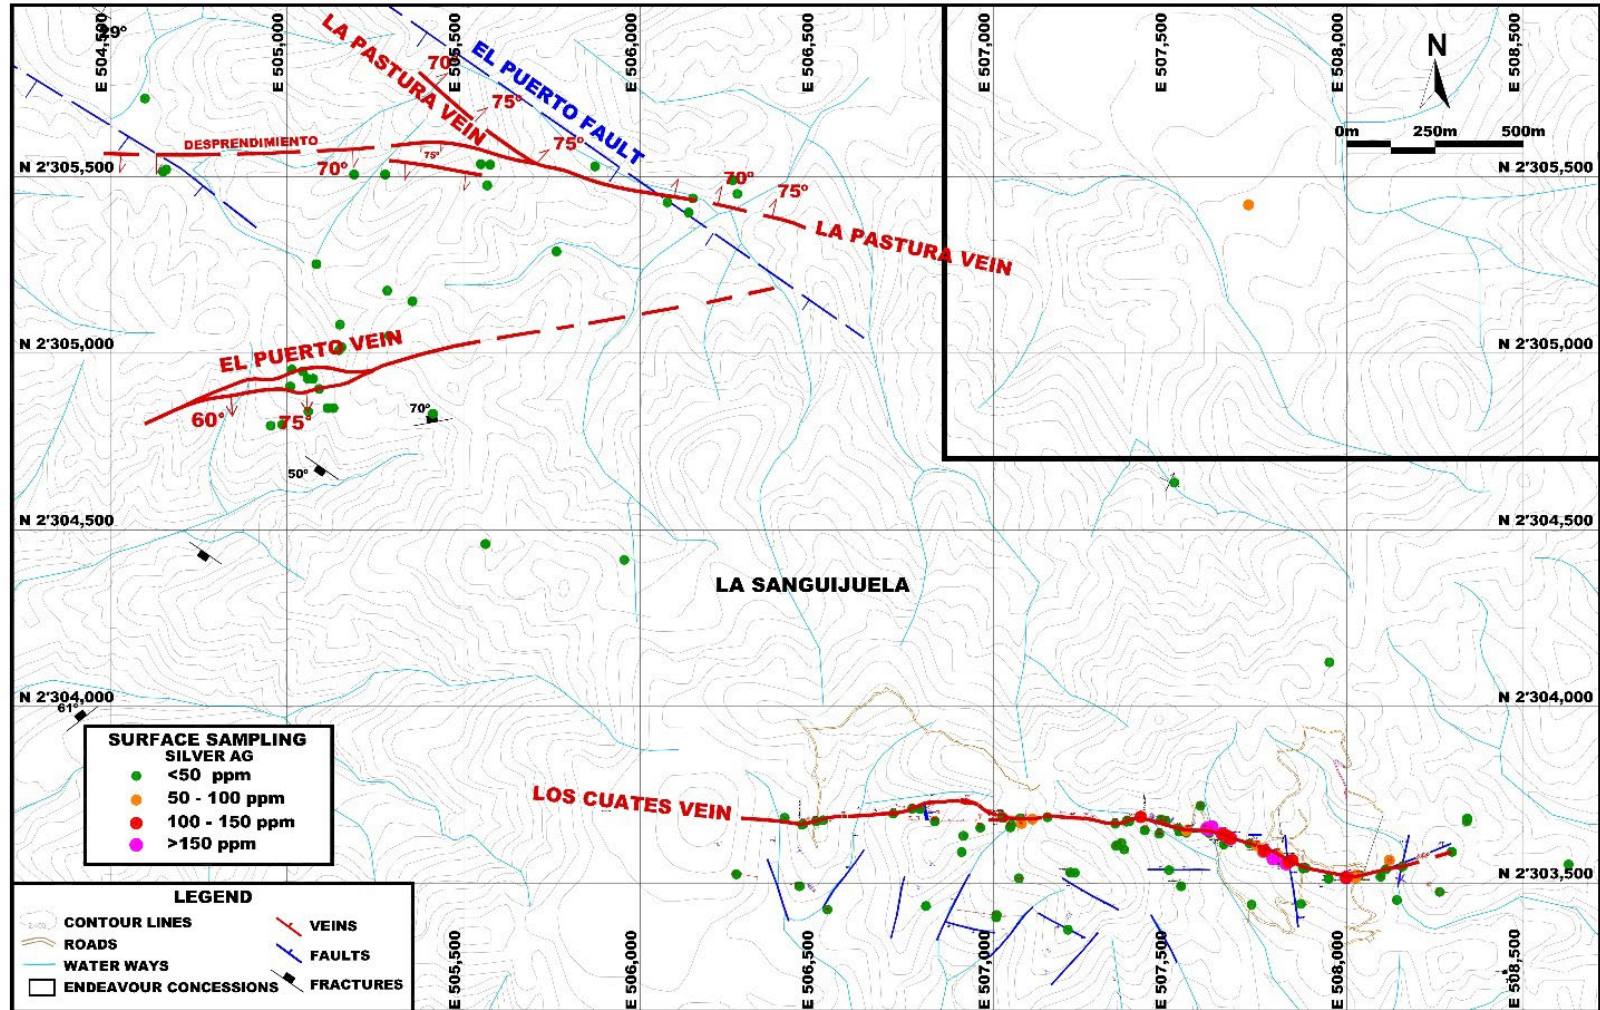 E 504,500
E 505,000
E 505,500
E 506,000
E 506,500
E 507,000
E 507,500
E 508,000
E 508,500
29°
LA PASTURA VEIN
EL PUERTO FAULT
70°
75°
75°
N
0m 250m 500m
DESPRENDIMIENTO
70°
75°
70°
75°
N 2'305,500
N 2'305,500
LA PASTURA VEIN
N 2'305,000
EL PUERTO VEIN
N 2'305,000
60°
75°
70°
50°
N 2'304,500
N 2'304,500
LA SANGUIJUELA
N 2'304,000
N 2'304,000
61°
SURFACE SAMPLING
SILVER AG
<50 ppm
50 - 100 ppm
100 - 150 ppm
>150 ppm
LOS CUATES VEIN
N 2'303,500
LEGEND
CONTOUR LINES
ROADS
WATER WAYS
ENDEAVOUR CONCESSIONS
VEINS
FAULTS
FRACTURES
E 505,500
E 506,000
E 506,500
E 507,000
E 507,500
E 508,000
E 508,500